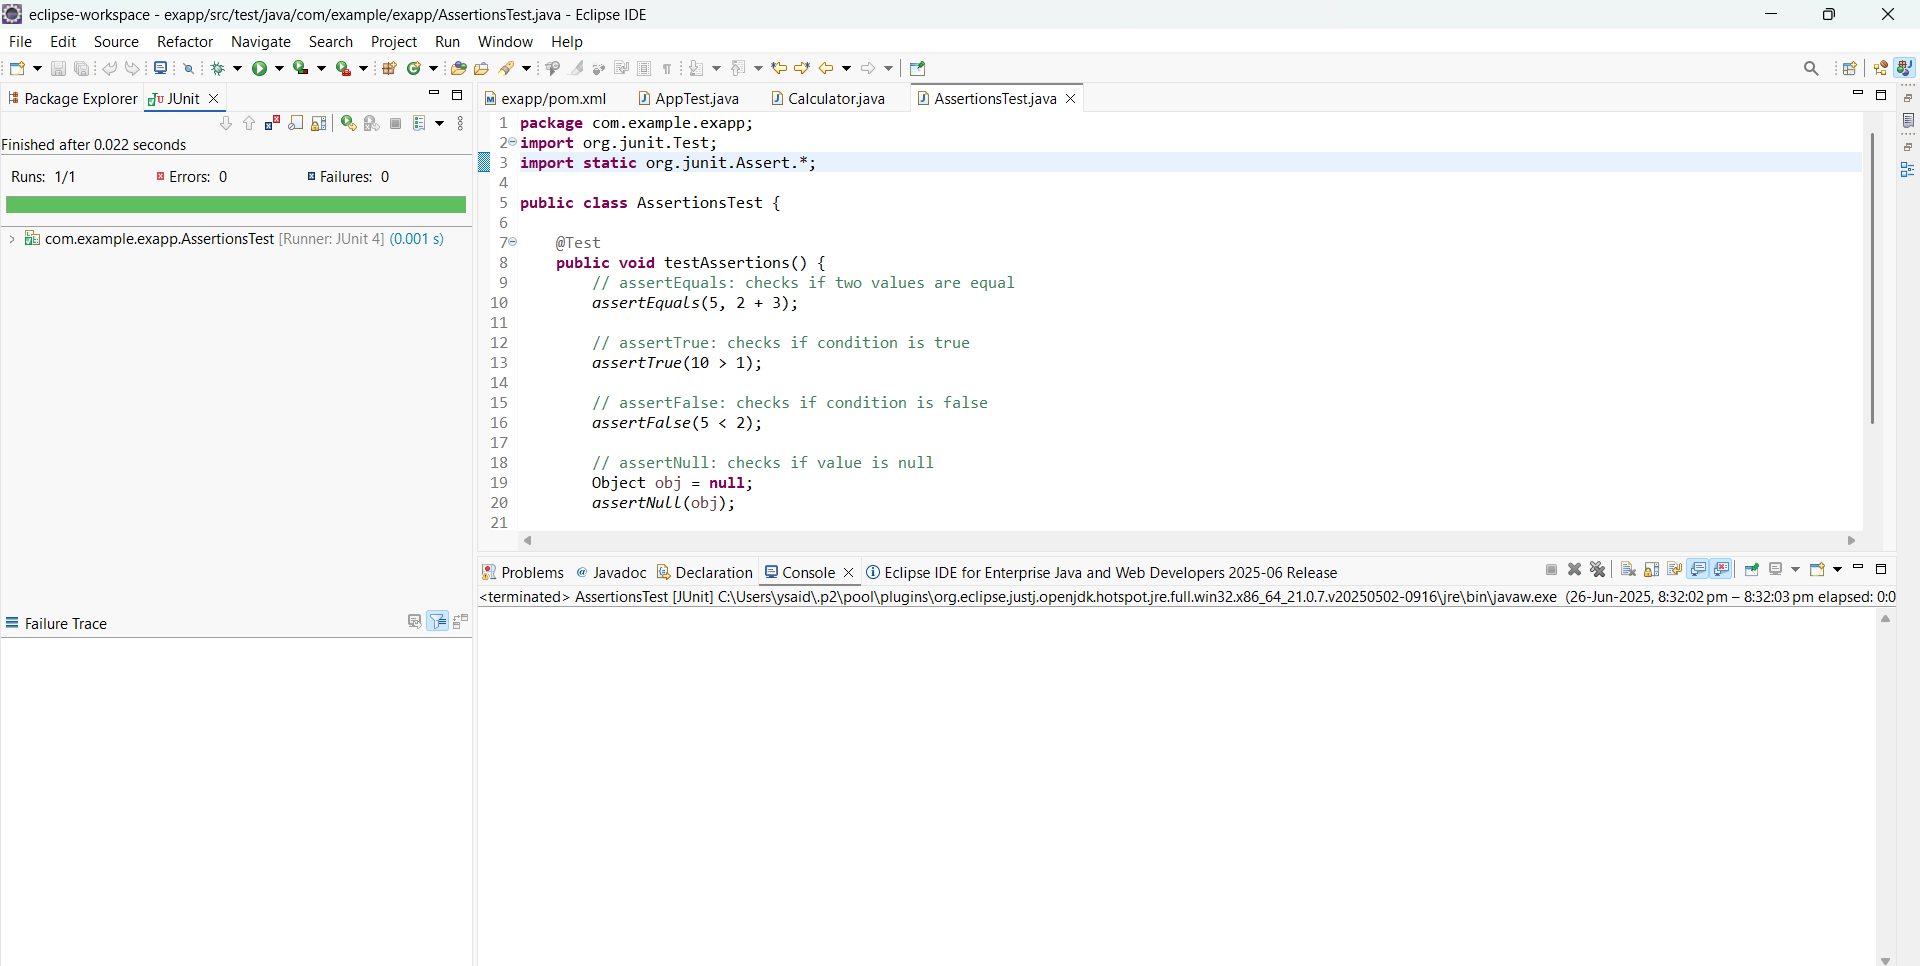 eclipse-workspace - exapp/src/test/java/com/example/exapp/AssertionsTest.java - Eclipse IDE
File Edit Source Refactor Navigate Search Project Run Window Help
Package Explorer JUnit
Finished after 0.022 seconds
Runs: 1/1 Errors: 0 Failures: 0
com.example.exapp.AssertionsTest [Runner: JUnit 4] (0.001 s)
Failure Trace
exapp/pom.xml AppTest.java Calculator.java AssertionsTest.java
1 package com.example.exapp;
2 import org.junit.Test;
3 import static org.junit.Assert.*;
4
5 public class AssertionsTest {
6
7 @Test
8 public void testAssertions() {
9 // assertEquals: checks if two values are equal
10 assertEquals(5, 2 + 3);
11
12 // assertTrue: checks if condition is true
13 assertTrue(10 > 1);
14
15 // assertFalse: checks if condition is false
16 assertFalse(5 < 2);
17
18 // assertNull: checks if value is null
19 Object obj = null;
20 assertNull(obj);
21
Problems Javadoc Declaration Console Eclipse IDE for Enterprise Java and Web Developers 2025-06 Release
<terminated> AssertionsTest [JUnit] C:\Users\ysaid\.p2\pool\plugins\org.eclipse.justj.openjdk.hotspot.jre.full.win32.x86_64_21.0.7.v20250502-0916\jre\bin\javaw.exe (26-Jun-2025, 8:32:02 pm – 8:32:03 pm elapsed: 0:0